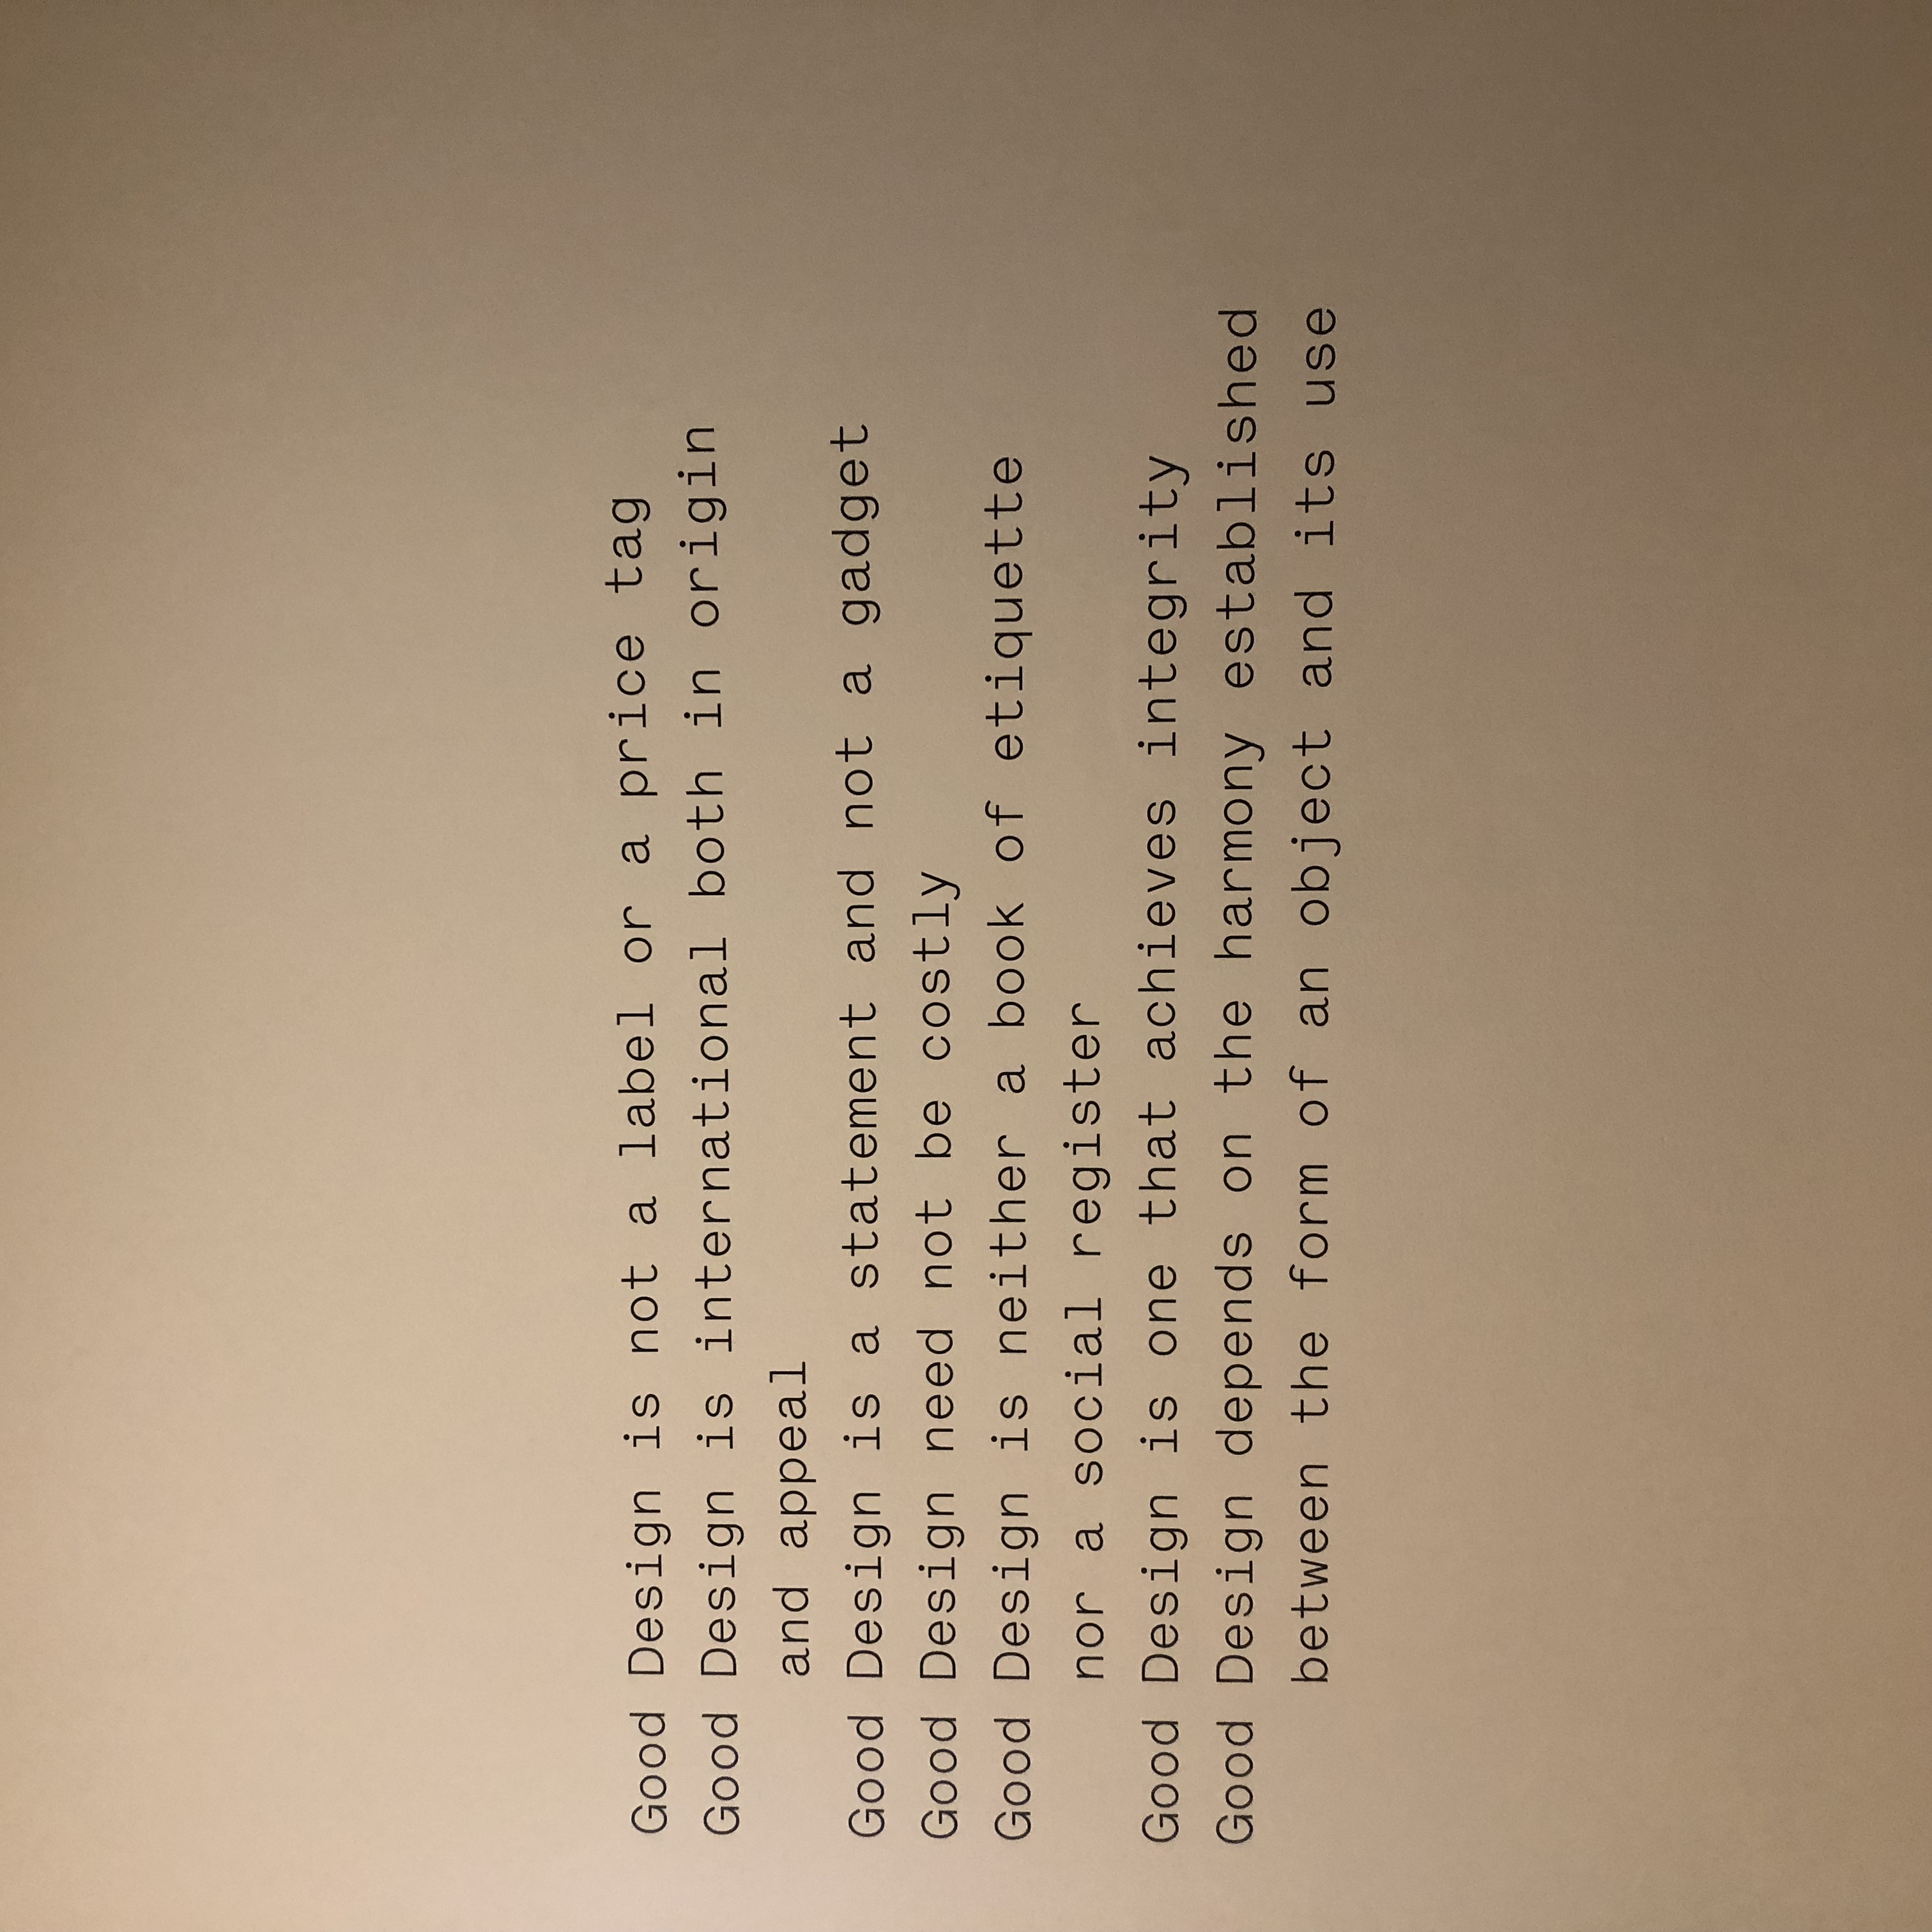 Good Design is not a label or a price tag
Good Design is international both in origin
and appeal
Good Design is a statement and not a gadget
Good Design need not be costly
Good Design is neither a book of etiquette
nor a social register
Good Design is one that achieves integrity
Good Design depends on the harmony established
between the form of an object and its use